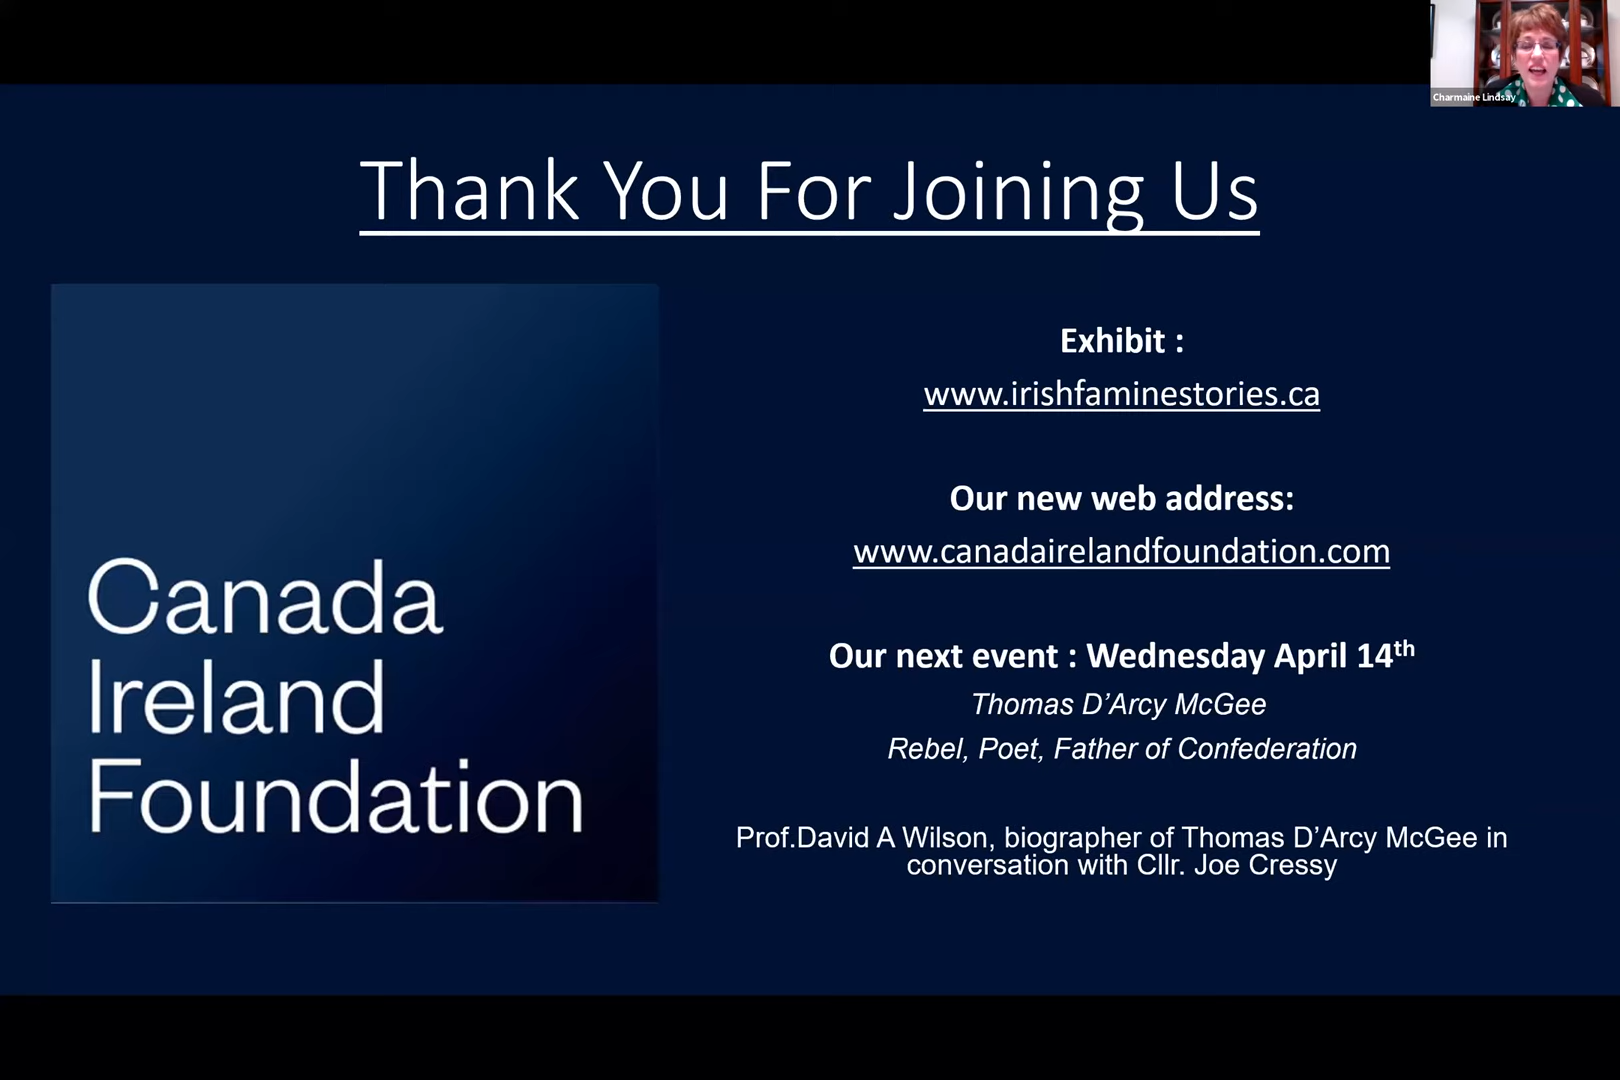 Charmaine Lindsay
Thank You For Joining Us
Canada
Ireland
Foundation
Exhibit :
www.irishfaminestories.ca
Our new web address:
www.canadairelandfoundation.com
Our next event : Wednesday April 14th
Thomas D’Arcy McGee
Rebel, Poet, Father of Confederation
Prof.David A Wilson, biographer of Thomas D’Arcy McGee in
conversation with Cllr. Joe Cressy